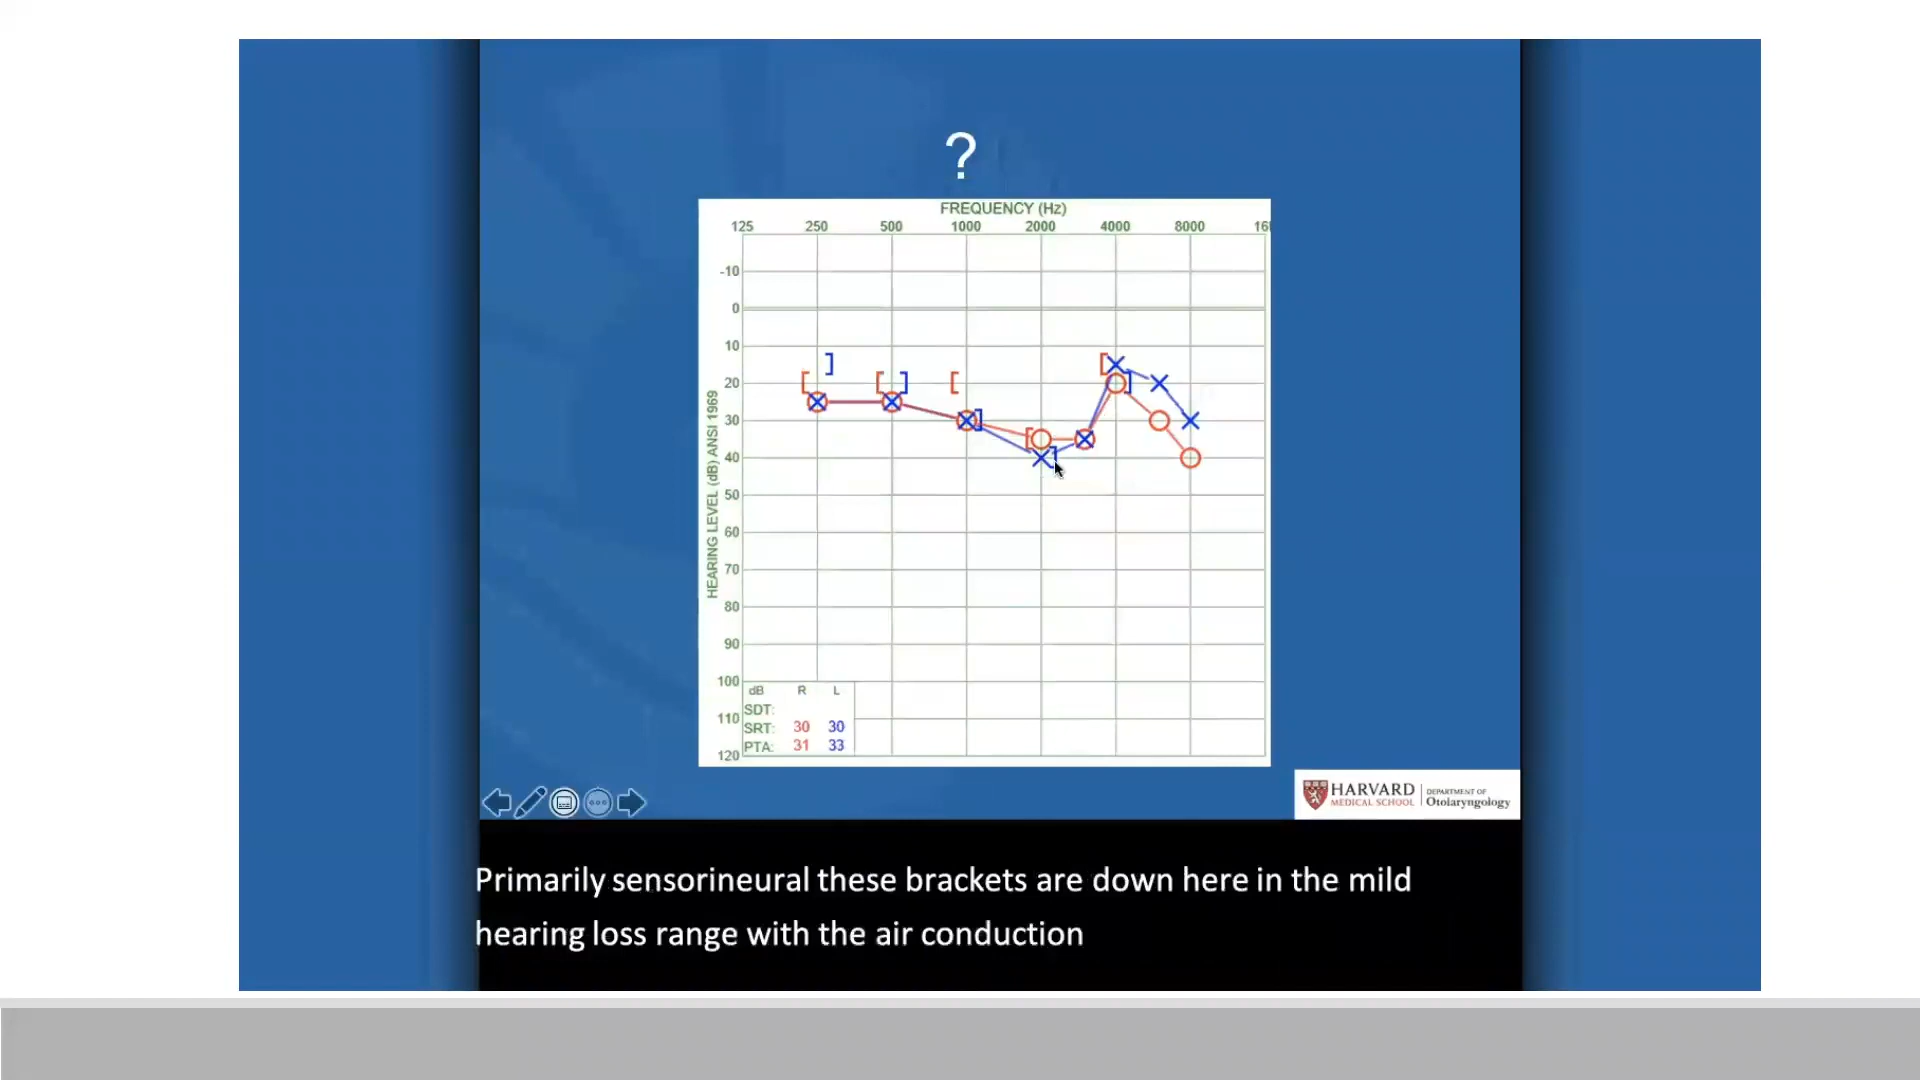 ?
FREQUENCY (Hz)
125 250 500 1000 2000 4000 8000
HEARING LEVEL (dB) ANSI 1969
-10
0
10
20
30
40
50
60
70
80
90
100
110
120
dB R L
SDT:
SRT: 30 30
PTA: 31 33
HARVARD
MEDICAL SCHOOL
DEPARTMENT OF
Otolaryngology
Primarily sensorineural these brackets are down here in the mild
hearing loss range with the air conduction